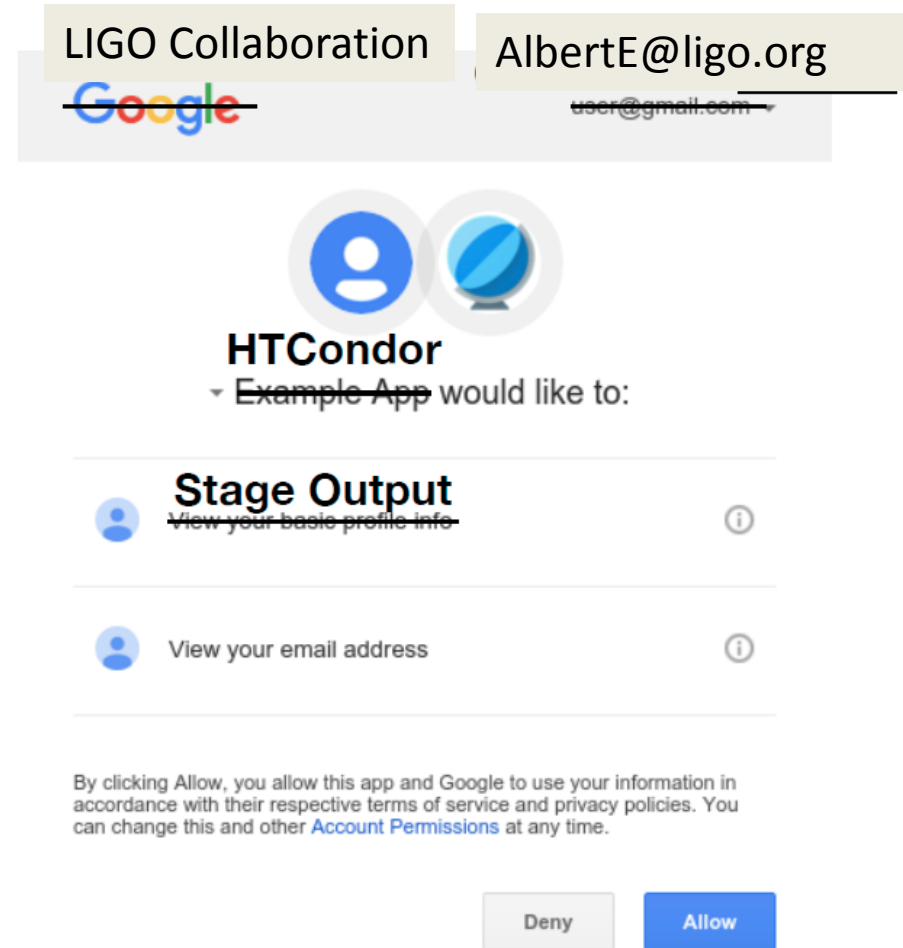 LIGO Collaboration
AlbertE@ligo.org
Google
user@gmail.com
HTCondor
Example App would like to:
Stage Output
View your basic profile info
View your email address
By clicking Allow, you allow this app and Google to use your information in
accordance with their respective terms of service and privacy policies. You
can change this and other Account Permissions at any time.
Deny
Allow